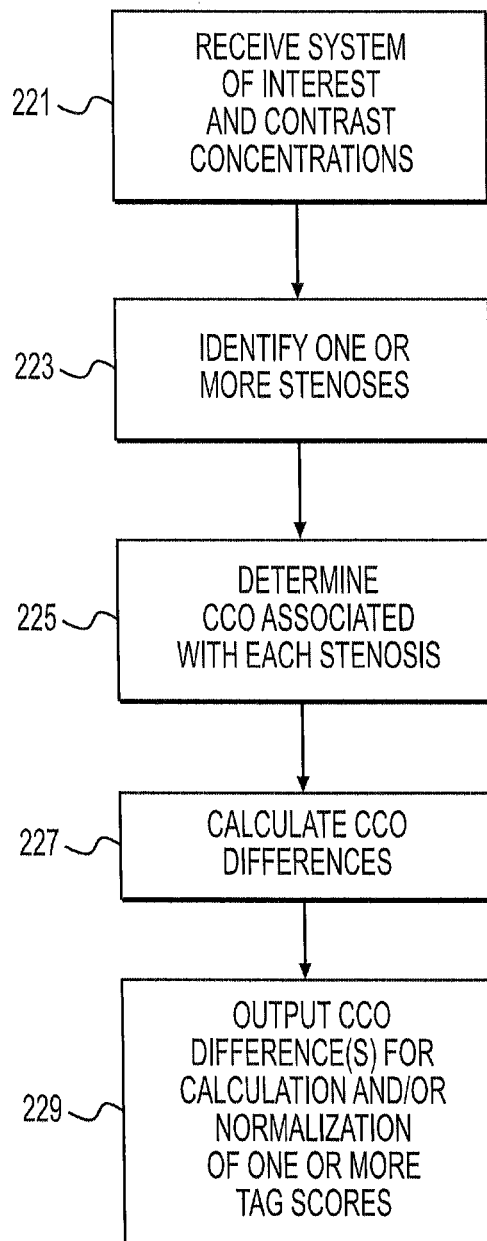 221
RECEIVE SYSTEM
OF INTEREST
AND CONTRAST
CONCENTRATIONS
223
IDENTIFY ONE OR
MORE STENOSES
225
DETERMINE
CCO ASSOCIATED
WITH EACH STENOSIS
227
CALCULATE CCO
DIFFERENCES
229
OUTPUT CCO
DIFFERENCE(S) FOR
CALCULATION AND/OR
NORMALIZATION
OF ONE OR MORE
TAG SCORES